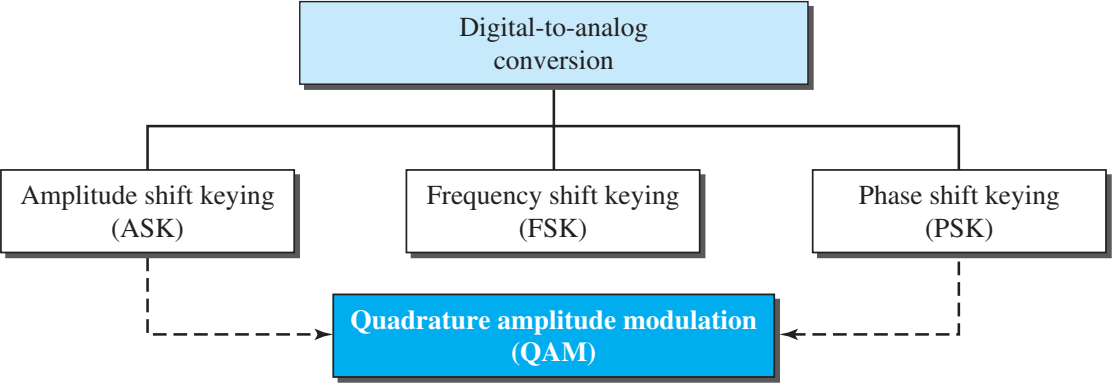 Digital-to-analog
conversion
Amplitude shift keying
(ASK)
Frequency shift keying
(FSK)
Phase shift keying
(PSK)
Quadrature amplitude modulation
(QAM)